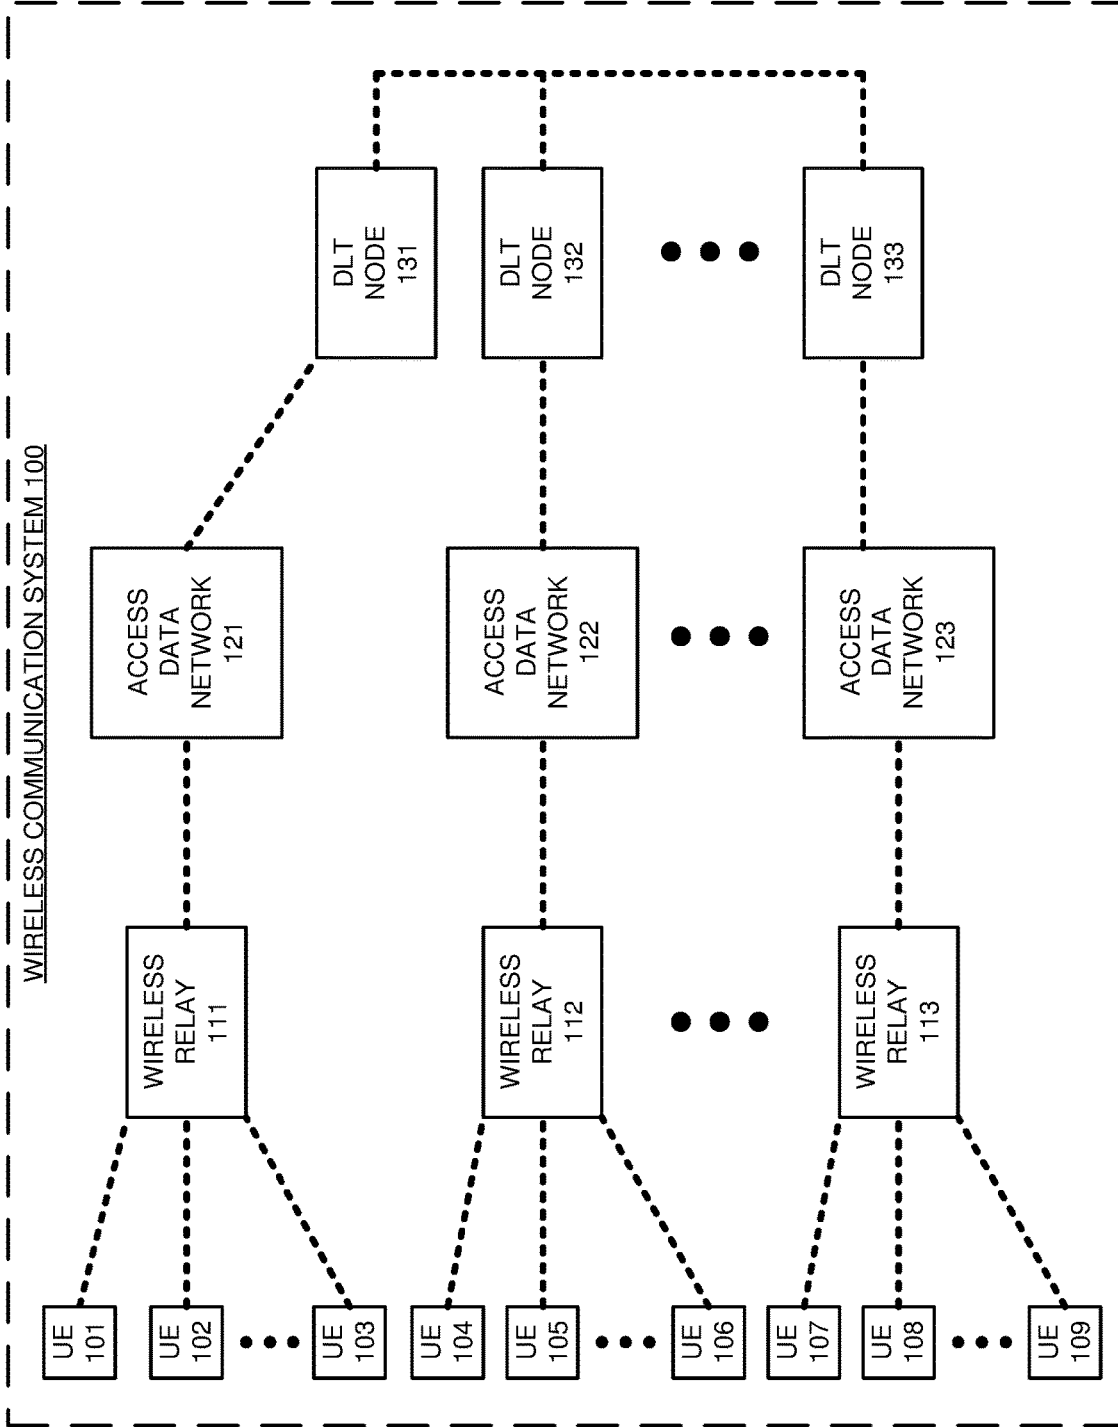 WIRELESS COMMUNICATION SYSTEM 100
UE
101
UE
102
UE
103
UE
104
UE
105
UE
106
UE
107
UE
108
UE
109
WIRELESS
RELAY
111
WIRELESS
RELAY
112
WIRELESS
RELAY
113
ACCESS
DATA
NETWORK
121
ACCESS
DATA
NETWORK
122
ACCESS
DATA
NETWORK
123
DLT
NODE
131
DLT
NODE
132
DLT
NODE
133